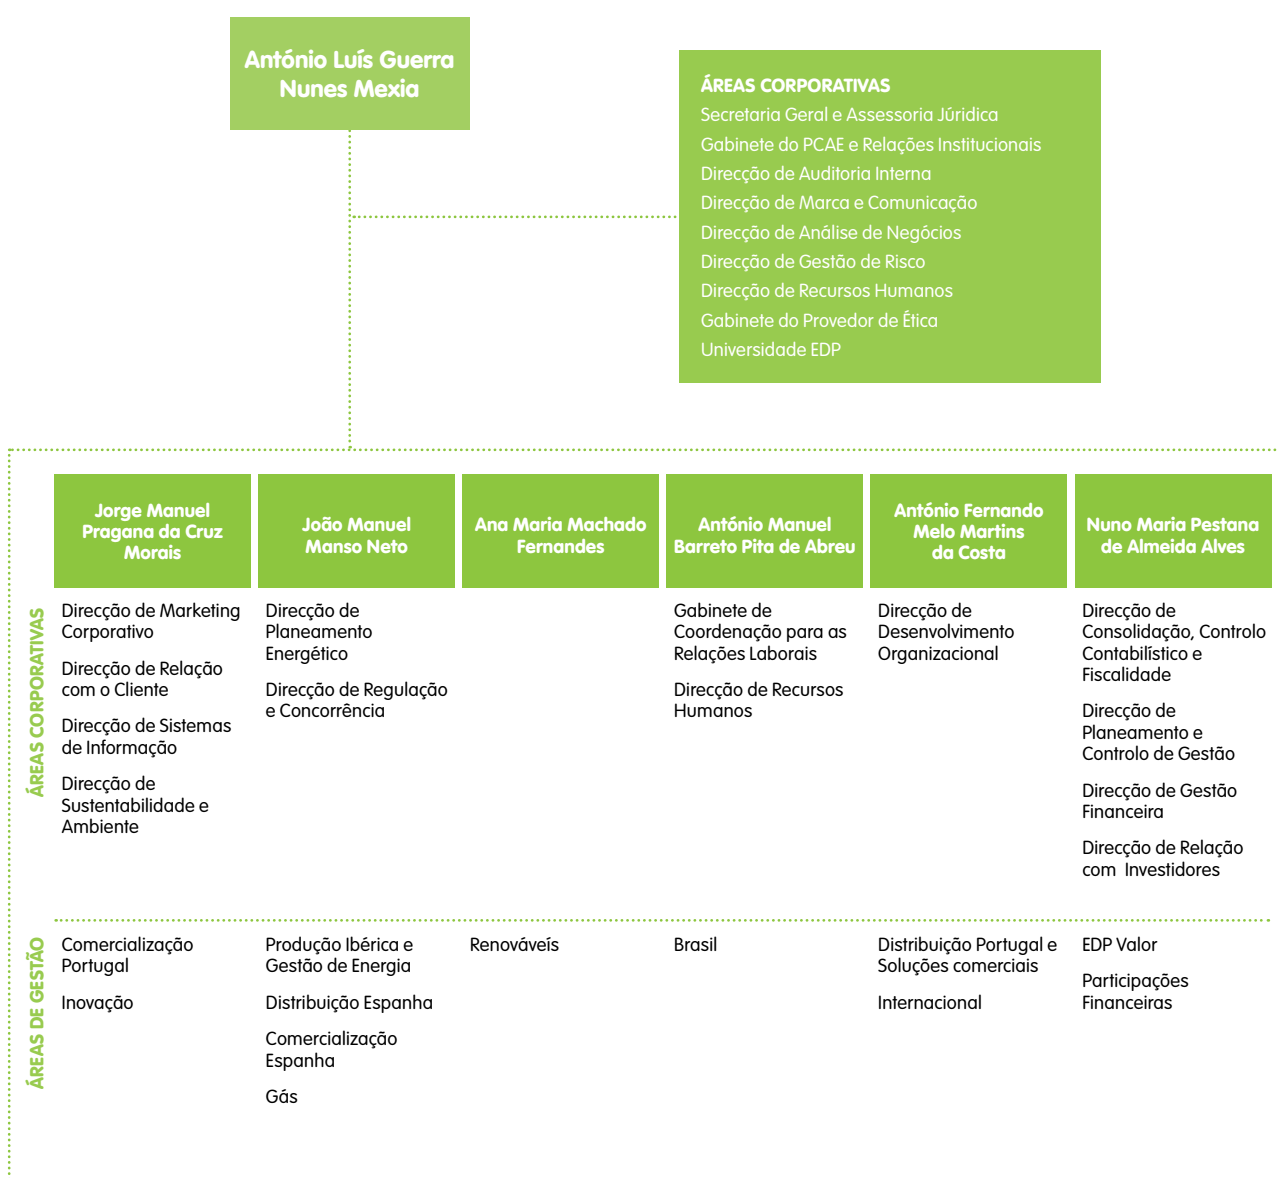 António Luís Guerra
Nunes Mexia
ÁREAS CORPORATIVAS
Secretaria Geral e Assessoria Júridica
Gabinete do PCAE e Relações Institucionais
Direcção de Auditoria Interna
Direcção de Marca e Comunicação
Direcção de Análise de Negócios
Direcção de Gestão de Risco
Direcção de Recursos Humanos
Gabinete do Provedor de Ética
Universidade EDP
Jorge Manuel
Pragana da Cruz
Morais
João Manuel
Manso Neto
Ana Maria Machado
Fernandes
António Manuel
Barreto Pita de Abreu
António Fernando
Melo Martins
da Costa
Nuno Maria Pestana
de Almeida Alves
ÁREAS CORPORATIVAS
Direcção de Marketing
Corporativo
Direcção de Relação
com o Cliente
Direcção de Sistemas
de Informação
Direcção de
Sustentabilidade e
Ambiente
Direcção de
Planeamento
Energético
Direcção de Regulação
e Concorrência
Gabinete de
Coordenação para as
Relações Laborais
Direcção de Recursos
Humanos
Direcção de
Desenvolvimento
Organizacional
Direcção de
Consolidação, Controlo
Contabilístico e
Fiscalidade
Direcção de
Planeamento e
Controlo de Gestão
Direcção de Gestão
Financeira
Direcção de Relação
com  Investidores
ÁREAS DE GESTÃO
Comercialização
Portugal
Inovação
Produção Ibérica e
Gestão de Energia
Distribuição Espanha
Comercialização
Espanha
Gás
Renováveís
Brasil
Distribuição Portugal e
Soluções comerciais
Internacional
EDP Valor
Participações
Financeiras